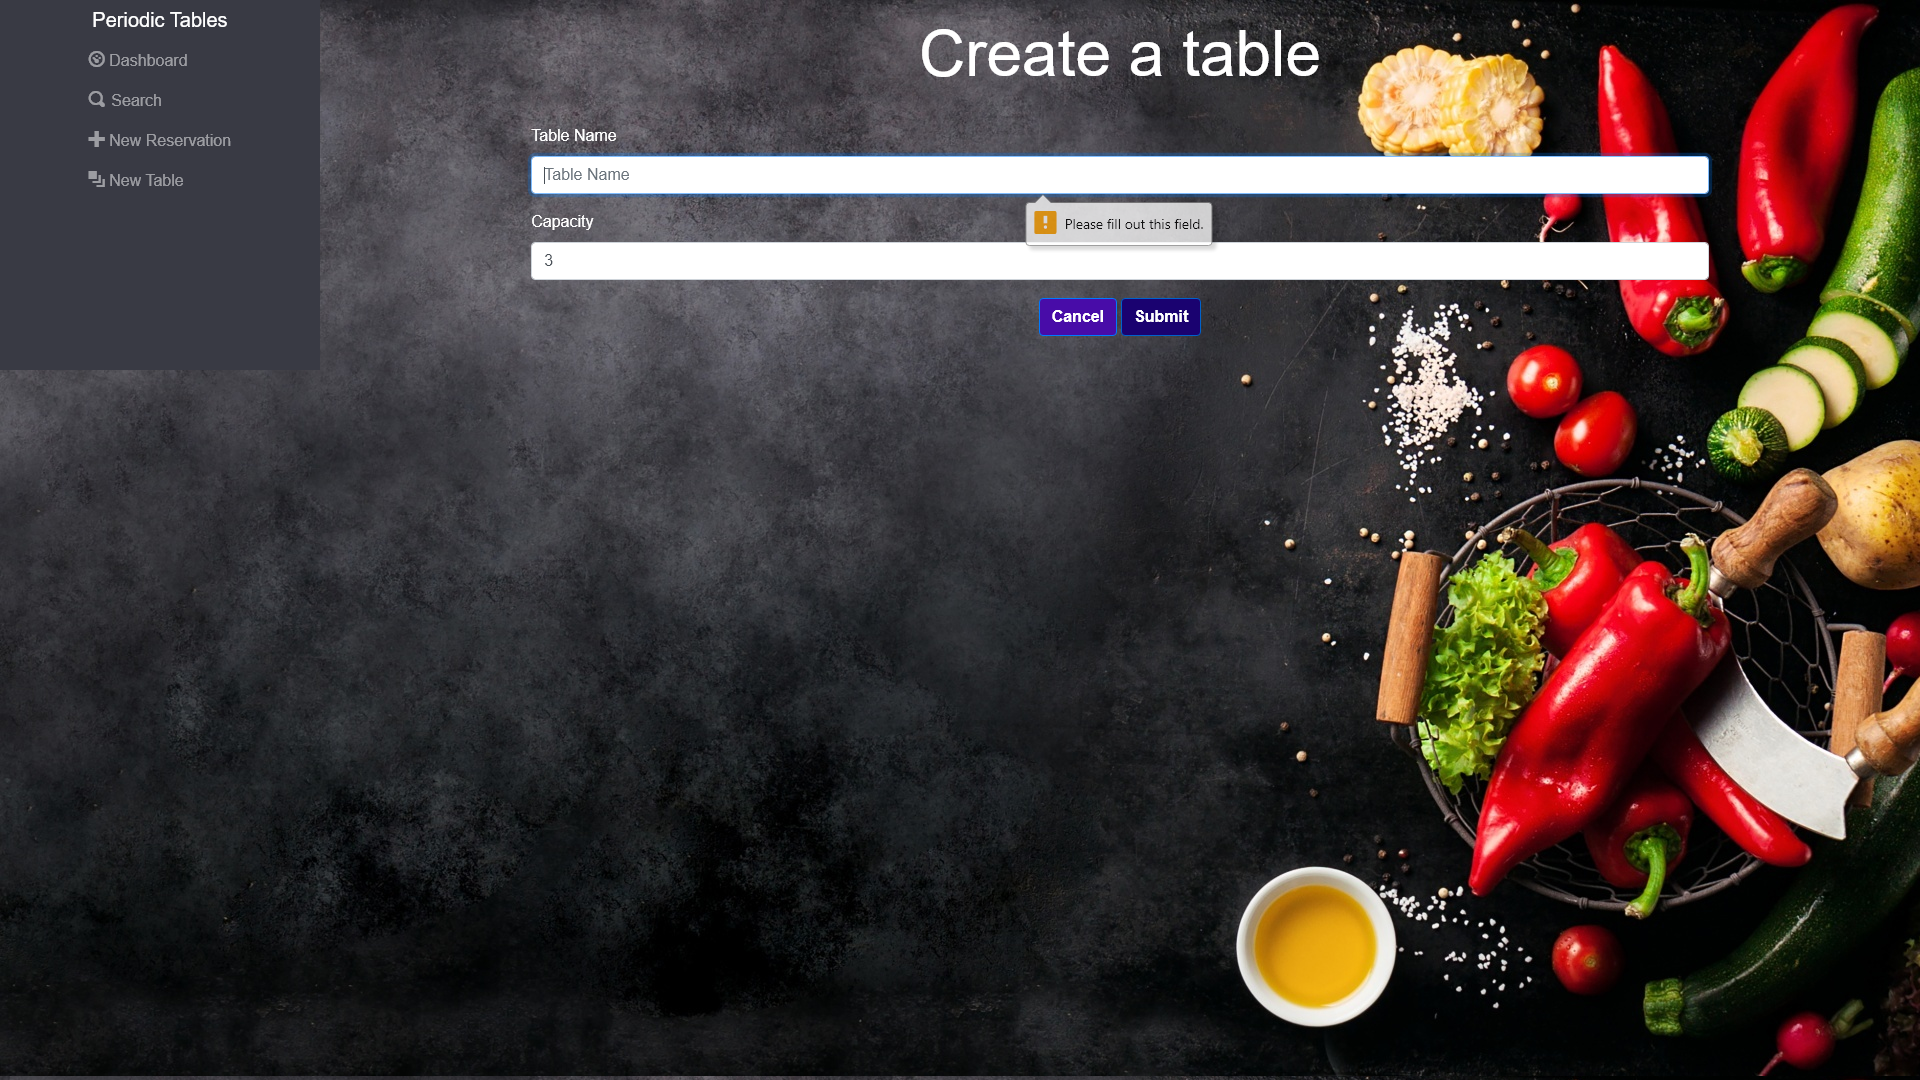 Periodic Tables
Dashboard
Search
New Reservation
New Table
Create a table
Table Name
Table Name
Please fill out this field.
Capacity
3
Cancel
Submit